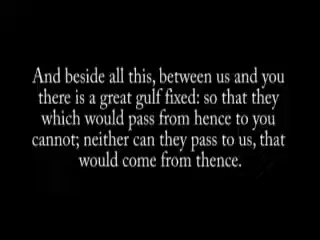 And beside all this, between us and you
there is a great gulf fixed: so that they
which would pass from hence to you
cannot; neither can they pass to us, that
would come from thence.